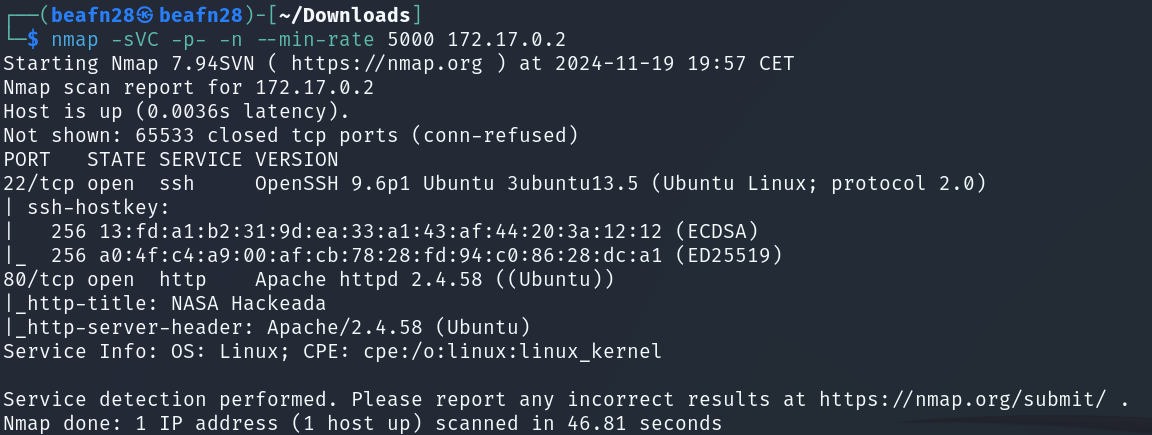 ┌──(beafn28㉿beafn28)-[~/Downloads]
└─$ nmap -sVC -p- -n --min-rate 5000 172.17.0.2
Starting Nmap 7.94SVN ( https://nmap.org ) at 2024-11-19 19:57 CET
Nmap scan report for 172.17.0.2
Host is up (0.0036s latency).
Not shown: 65533 closed tcp ports (conn-refused)
PORT   STATE SERVICE VERSION
22/tcp open  ssh     OpenSSH 9.6p1 Ubuntu 3ubuntu13.5 (Ubuntu Linux; protocol 2.0)
| ssh-hostkey:
|   256 13:fd:a1:b2:31:9d:ea:33:a1:43:af:44:20:3a:12:12 (ECDSA)
|_  256 a0:4f:c4:a9:00:af:cb:78:28:fd:94:c0:86:28:dc:a1 (ED25519)
80/tcp open  http    Apache httpd 2.4.58 ((Ubuntu))
|_http-title: NASA Hackeada
|_http-server-header: Apache/2.4.58 (Ubuntu)
Service Info: OS: Linux; CPE: cpe:/o:linux:linux_kernel

Service detection performed. Please report any incorrect results at https://nmap.org/submit/ .
Nmap done: 1 IP address (1 host up) scanned in 46.81 seconds